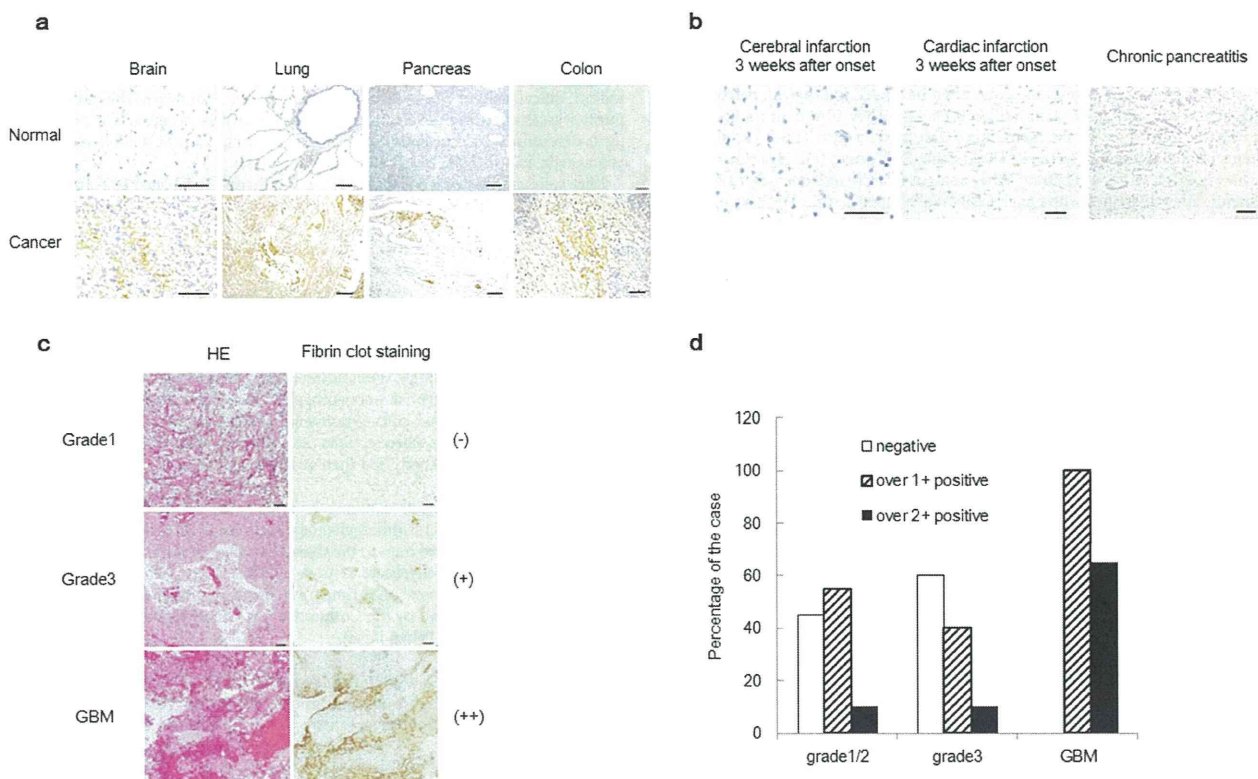 a
Brain Lung Pancreas Colon
Normal
Cancer
b
Cerebral infarction
3 weeks after onset
Cardiac infarction
3 weeks after onset
Chronic pancreatitis
c
HE Fibrin clot staining
Grade1 (-)
Grade3 (+)
GBM (++)
d
Percentage of the case
120
100
80
60
40
20
0
negative
over 1+ positive
over 2+ positive
grade1/2 grade3 GBM